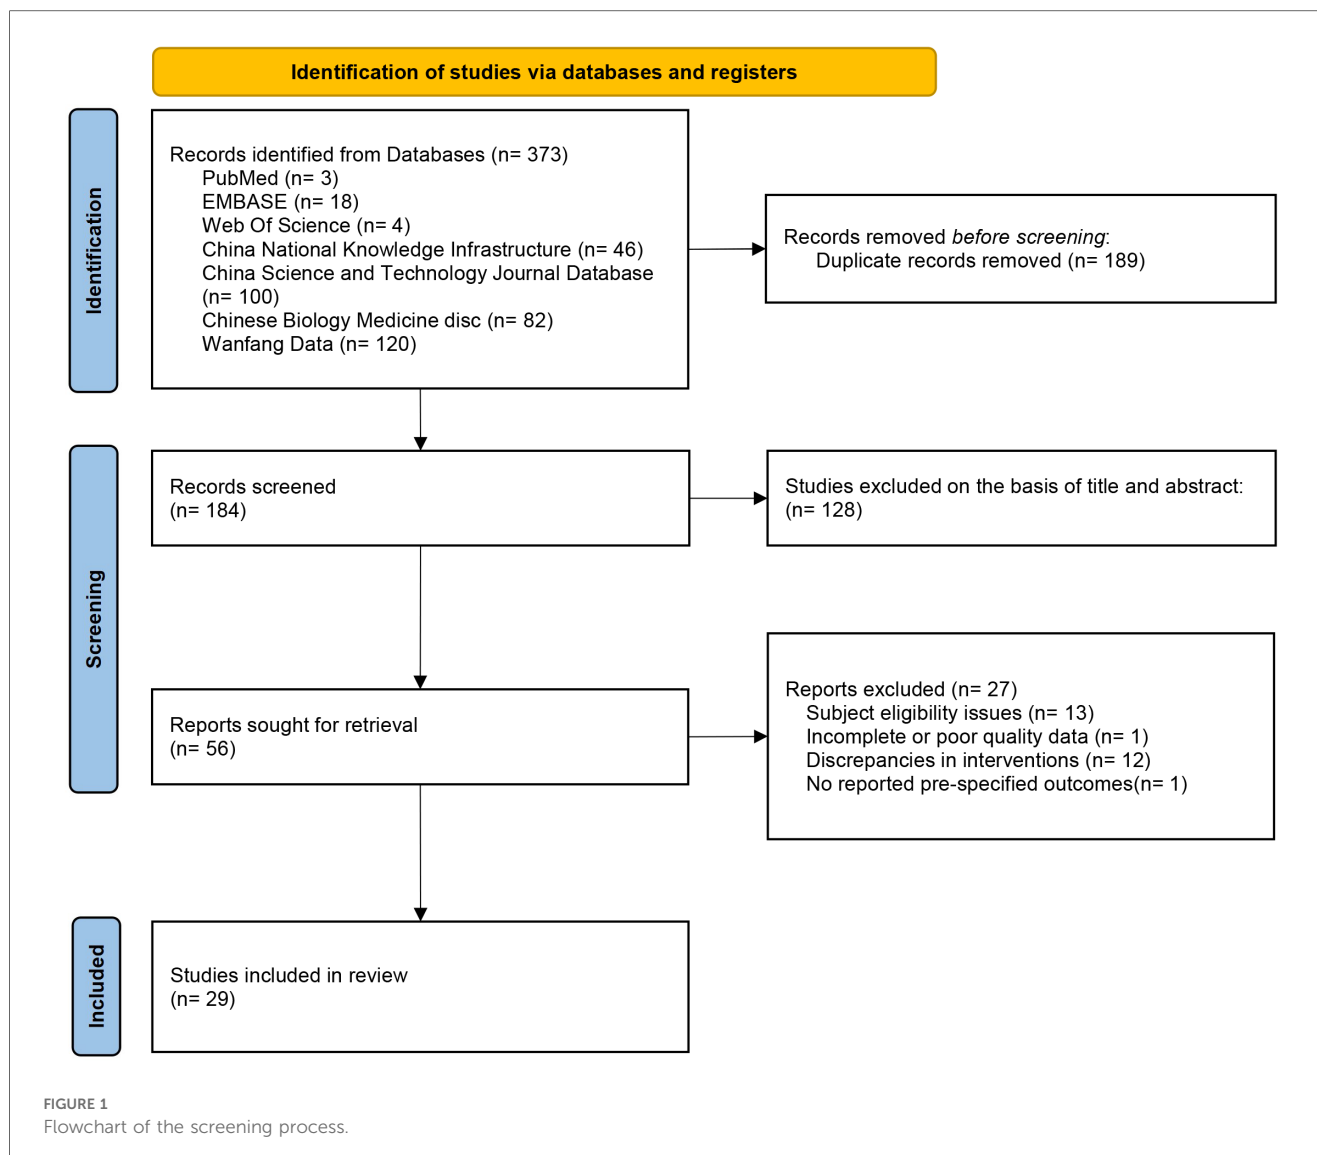 Identification of studies via databases and registers
Identification
Records identified from Databases (n= 373)
PubMed (n= 3)
EMBASE (n= 18)
Web Of Science (n= 4)
China National Knowledge Infrastructure (n= 46)
China Science and Technology Journal Database
(n= 100)
Chinese Biology Medicine disc (n= 82)
Wanfang Data (n= 120)
Records removed before screening:
Duplicate records removed (n= 189)
Screening
Records screened
(n= 184)
Studies excluded on the basis of title and abstract:
(n= 128)
Reports sought for retrieval
(n= 56)
Reports excluded (n= 27)
Subject eligibility issues (n= 13)
Incomplete or poor quality data (n= 1)
Discrepancies in interventions (n= 12)
No reported pre-specified outcomes(n= 1)
Included
Studies included in review
(n= 29)
FIGURE 1
Flowchart of the screening process.